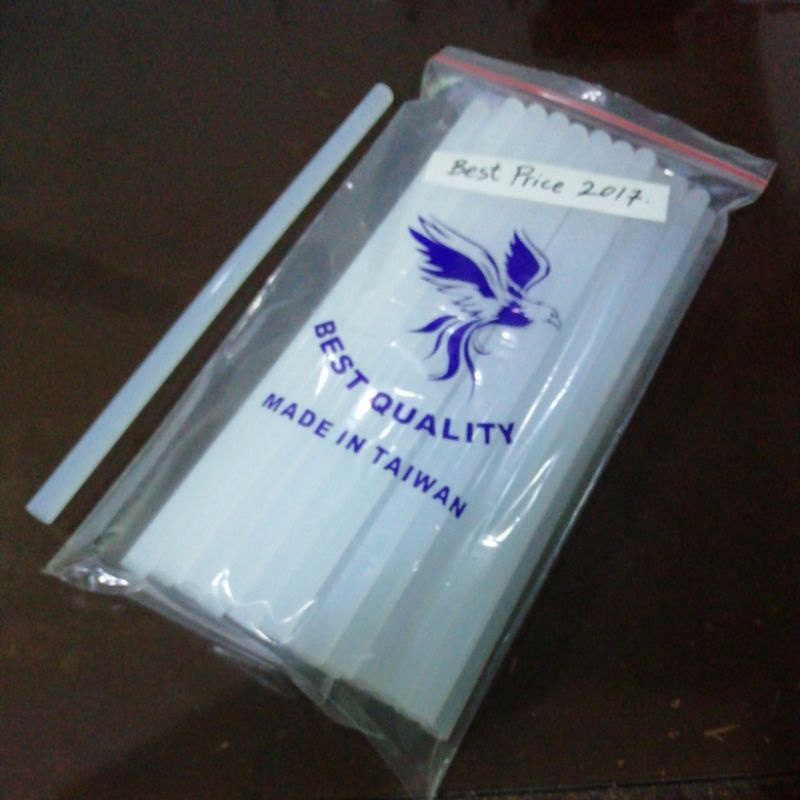 Best Price 2017.
BEST QUALITY
MADE IN TAIWAN